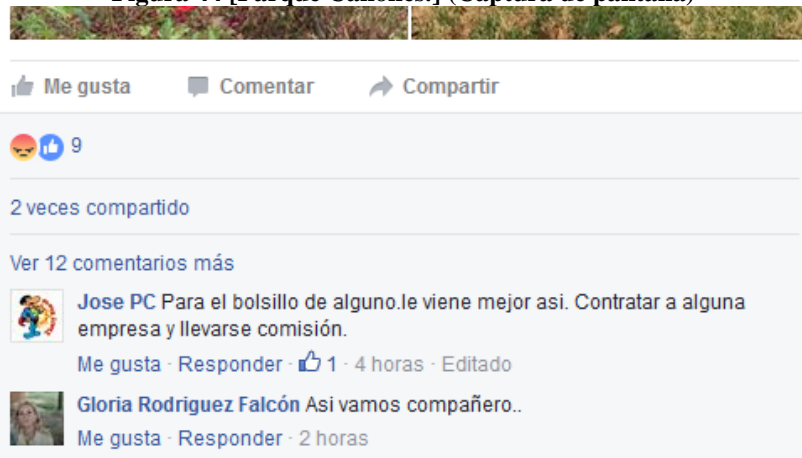 Me gusta Comentar Compartir
9
2 veces compartido
Ver 12 comentarios más
Jose PC Para el bolsillo de alguno.le viene mejor asi. Contratar a alguna
empresa y llevarse comisión.
Me gusta · Responder · 1 · 4 horas · Editado
Gloria Rodriguez Falcón Asi vamos compañero..
Me gusta · Responder · 2 horas